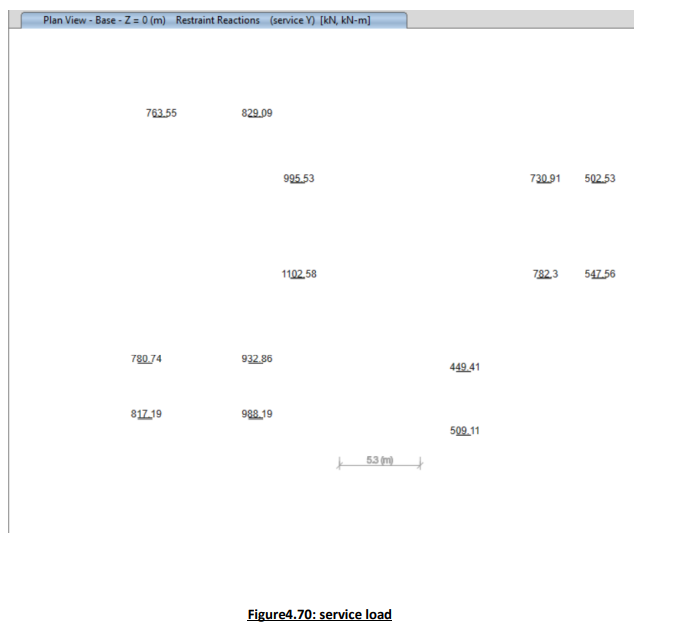 Plan View - Base - Z = 0 (m) Restraint Reactions (service Y) [kN, kN-m]
763.55 829.09
995.53 730.91 502.53
1102.58 782.3 547.56
780.74 932.86 449.41
817.19 988.19 509.11
5.3 (m)
Figure4.70: service load